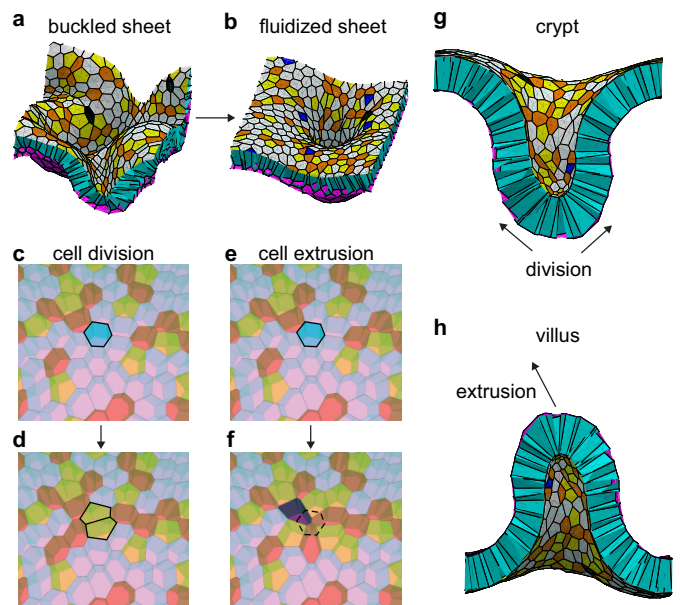 a buckled sheet
b fluidized sheet
c cell division
e cell extrusion
d
f
g crypt
division
h villus
extrusion